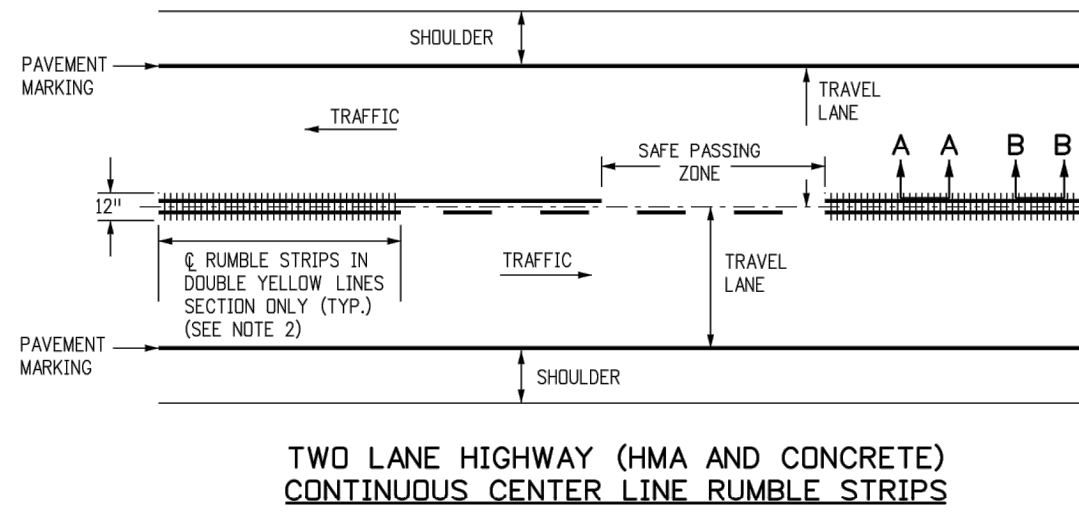 SHOULDER
PAVEMENT
MARKING
TRAVEL
LANE
TRAFFIC
SAFE PASSING
ZONE
A A B B
12"
℄ RUMBLE STRIPS IN
DOUBLE YELLOW LINES
SECTION ONLY (TYP.)
(SEE NOTE 2)
TRAFFIC
TRAVEL
LANE
PAVEMENT
MARKING
SHOULDER
TWO LANE HIGHWAY (HMA AND CONCRETE)
CONTINUOUS CENTER LINE RUMBLE STRIPS